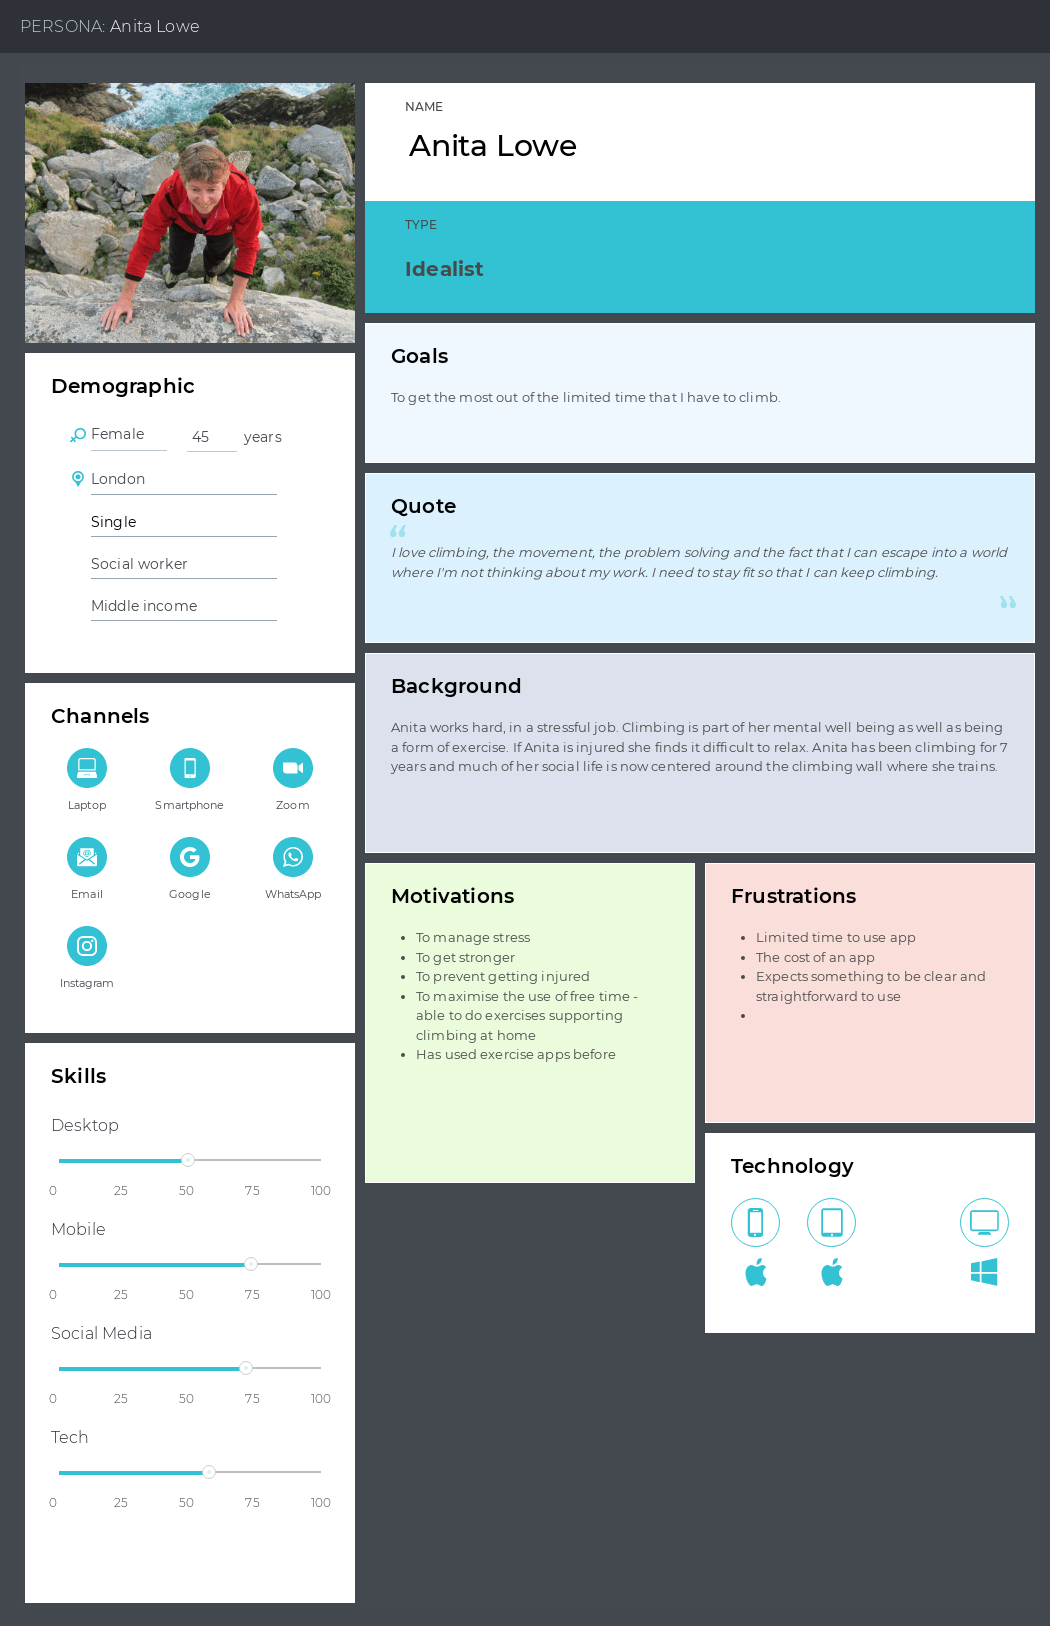 PERSONA: Anita Lowe
NAME
Anita Lowe
TYPE
Idealist
Demographic
Female 45 years
London
Single
Social worker
Middle income
Channels
Laptop Smartphone Zoom
Email Google WhatsApp
Instagram
Skills
Desktop
0 25 50 75 100
Mobile
0 25 50 75 100
Social Media
0 25 50 75 100
Tech
0 25 50 75 100
Goals
To get the most out of the limited time that I have to climb.
Quote
“
I love climbing, the movement, the problem solving and the fact that I can escape into a world
where I'm not thinking about my work. I need to stay fit so that I can keep climbing.
”
Background
Anita works hard, in a stressful job. Climbing is part of her mental well being as well as being
a form of exercise. If Anita is injured she finds it difficult to relax. Anita has been climbing for 7
years and much of her social life is now centered around the climbing wall where she trains.
Motivations
• To manage stress
• To get stronger
• To prevent getting injured
• To maximise the use of free time -
able to do exercises supporting
climbing at home
• Has used exercise apps before
Frustrations
• Limited time to use app
• The cost of an app
• Expects something to be clear and
straightforward to use
•
Technology